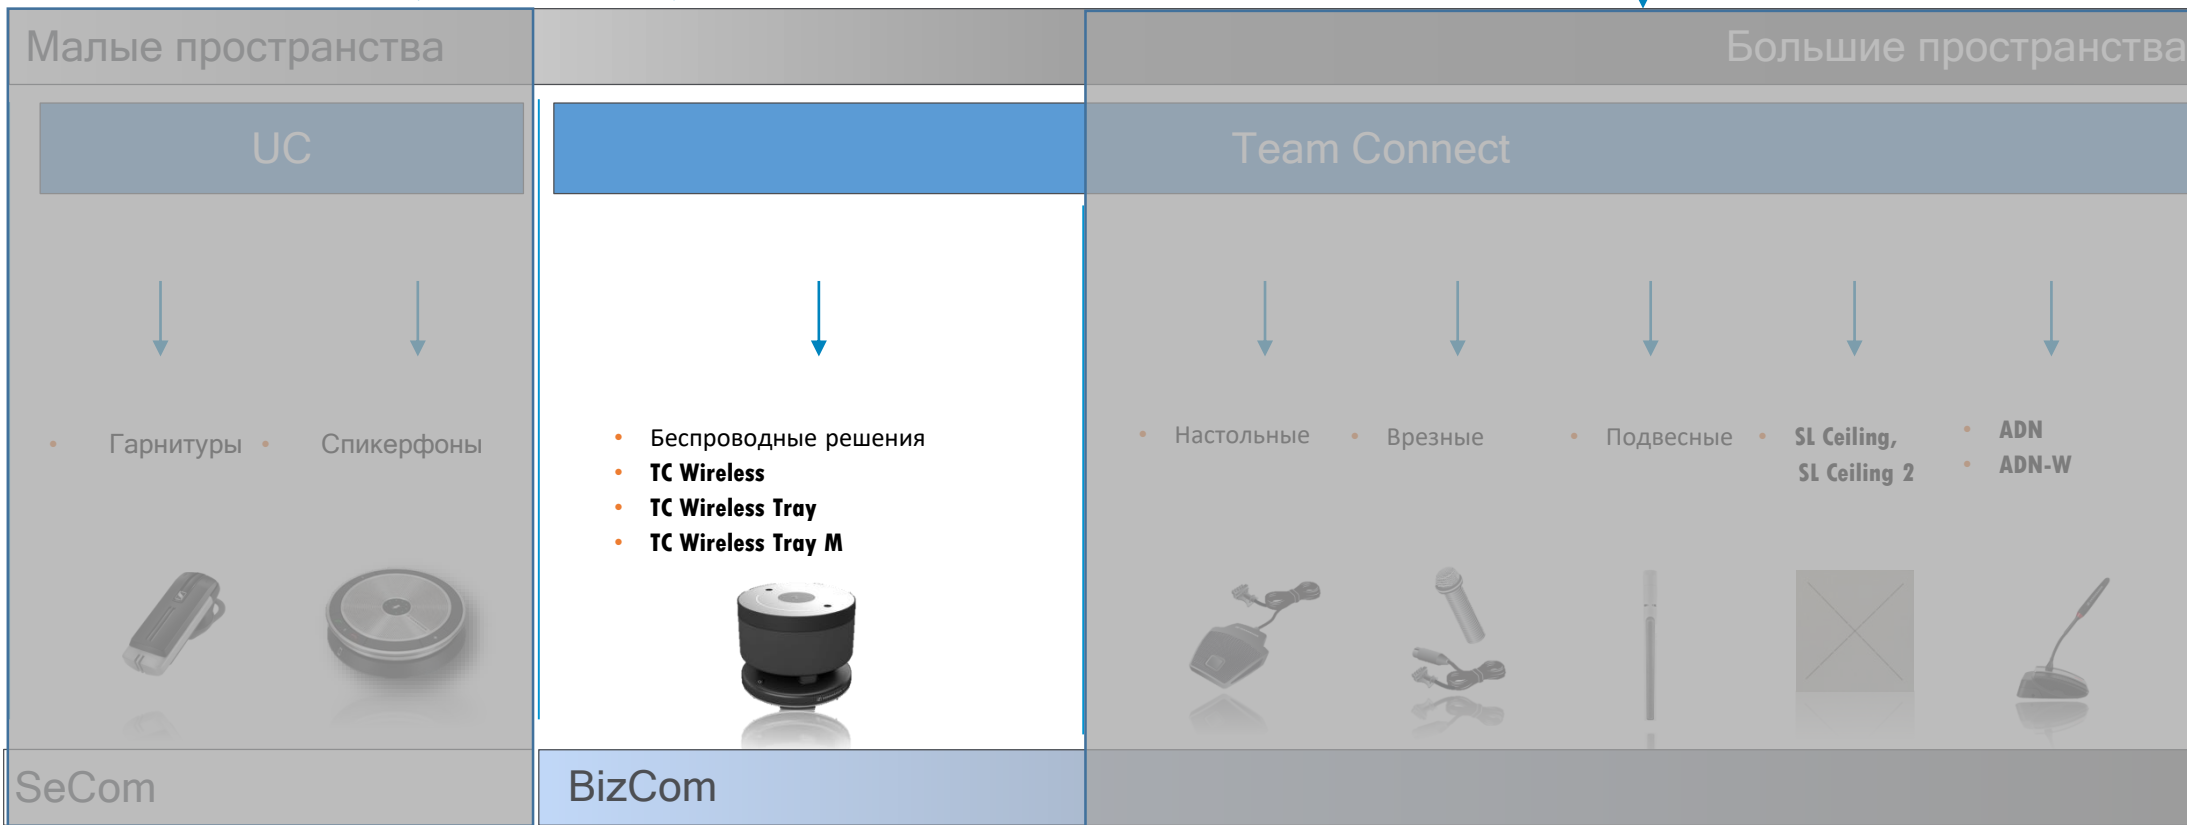 Малые пространства
Большие пространства
UC
Team Connect
Гарнитуры
Спикерфоны
Беспроводные решения
TC Wireless
TC Wireless Tray
TC Wireless Tray M
Настольные
Врезные
Подвесные
SL Ceiling,
SL Ceiling 2
ADN
ADN-W
SeCom
BizCom